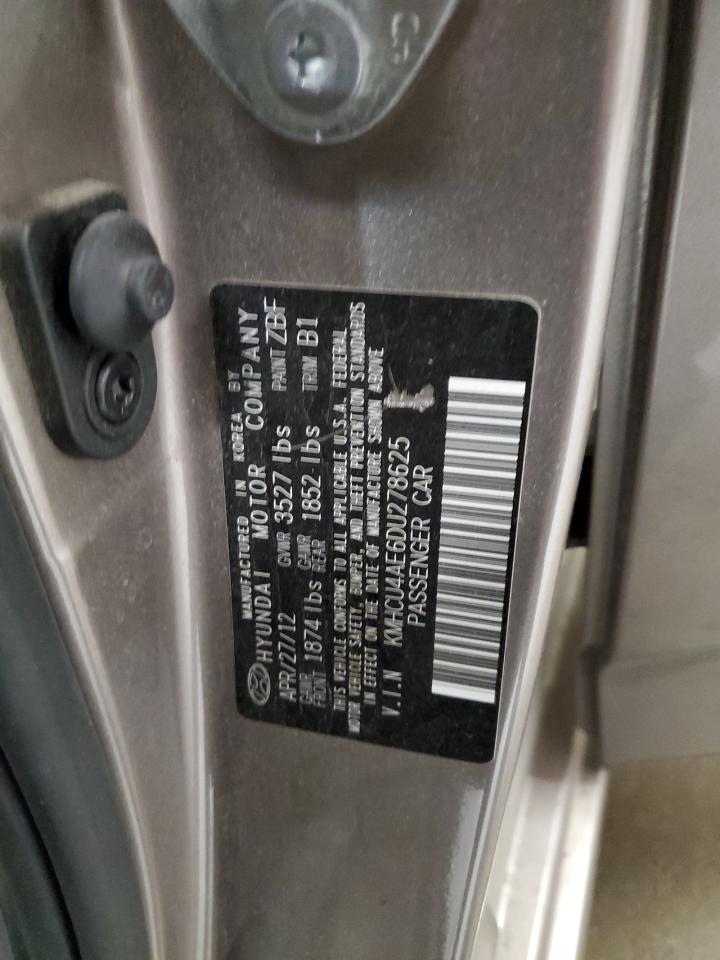 MANUFACTURED IN KOREA BY
HYUNDAI MOTOR COMPANY
APR/27/12 GVWR 3527 lbs PAINT ZBF
GAWR FRONT 1874 lbs GAWR REAR 1852 lbs TRIM B1
THIS VEHICLE CONFORMS TO ALL APPLICABLE U.S.A. FEDERAL
MOTOR VEHICLE SAFETY, BUMPER, AND THEFT PREVENTION STANDARDS
IN EFFECT ON THE DATE OF MANUFACTURE SHOWN ABOVE
V.I.N KMHCU4AE6DU278625
PASSENGER CAR